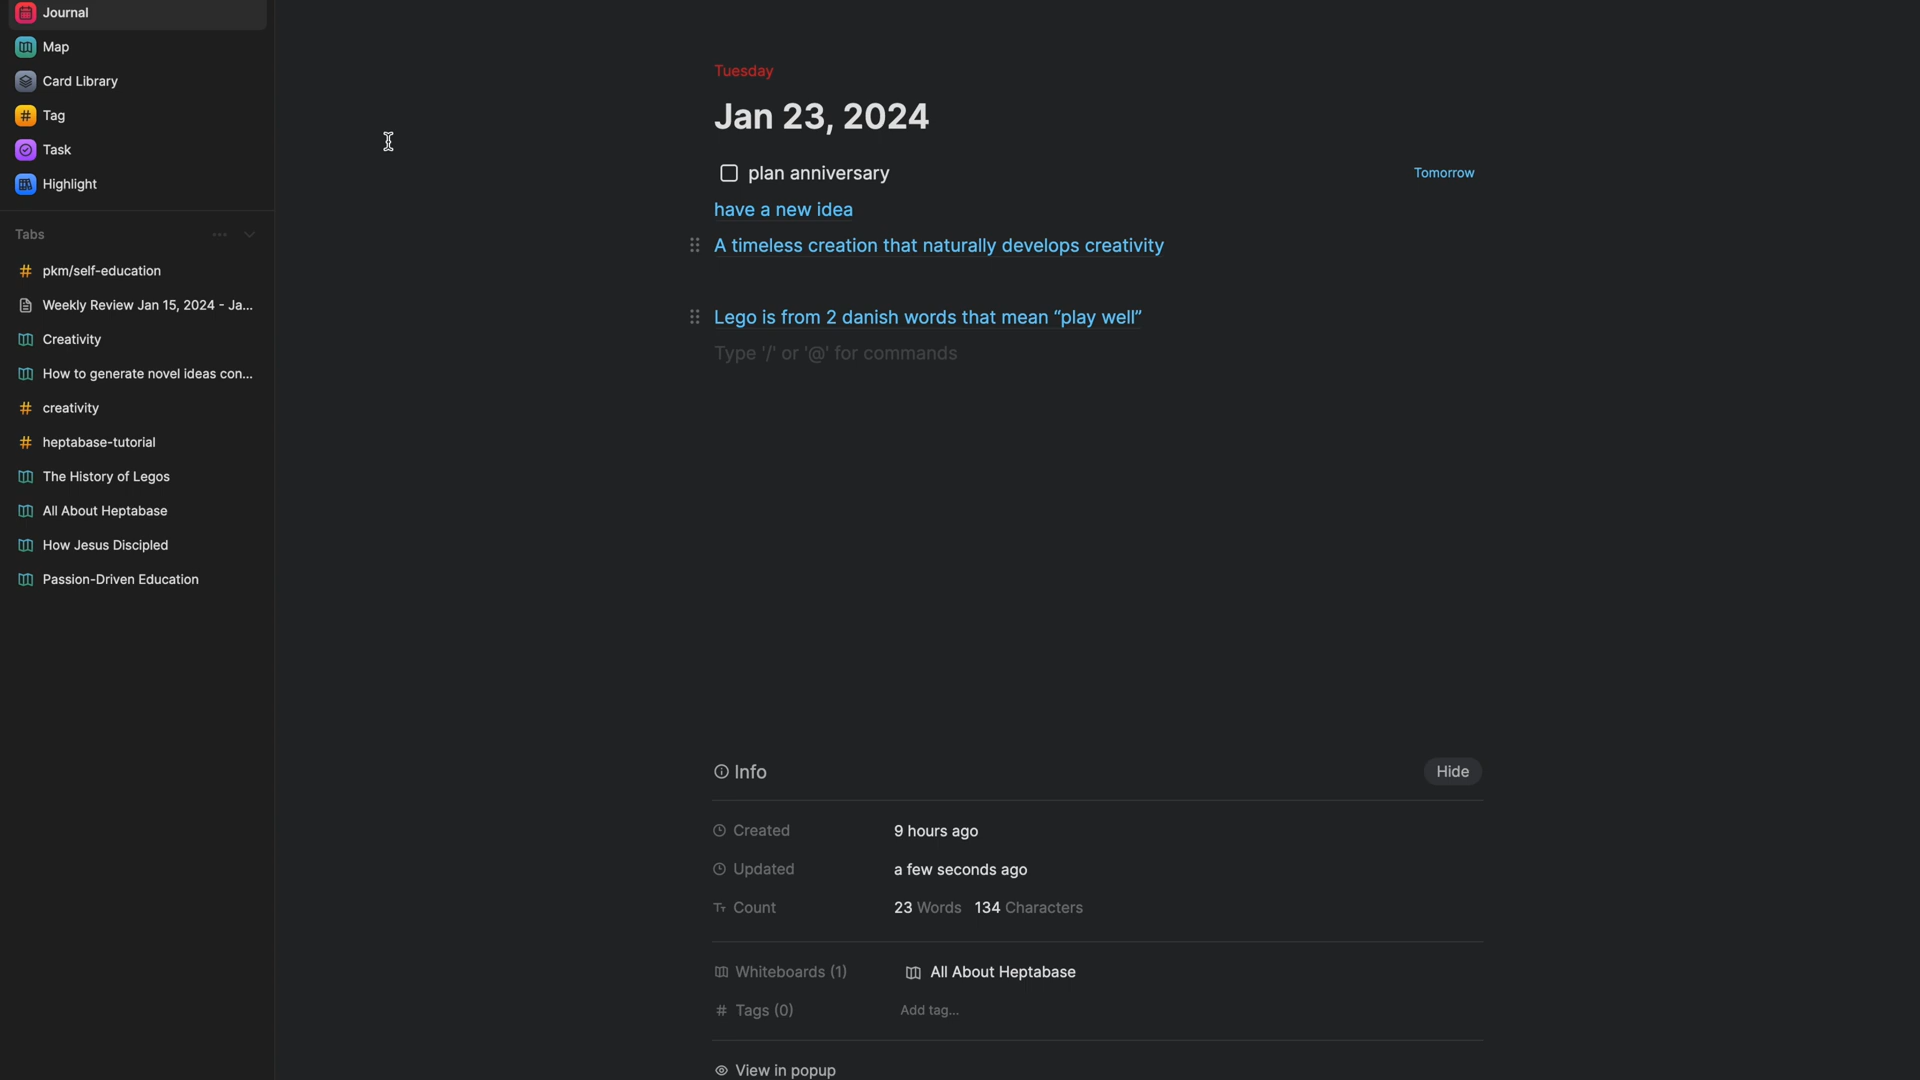 Journal
Map
Card Library
Tag
Task
Highlight
Tabs
pkm/self-education
Weekly Review Jan 15, 2024 - Ja...
Creativity
How to generate novel ideas con...
creativity
heptabase-tutorial
The History of Legos
All About Heptabase
How Jesus Discipled
Passion-Driven Education
Tuesday
Jan 23, 2024
plan anniversary Tomorrow
have a new idea
A timeless creation that naturally develops creativity
Lego is from 2 danish words that mean “play well”
Type '/' or '@' for commands
Info Hide
Created 9 hours ago
Updated a few seconds ago
Count 23 Words 134 Characters
Whiteboards (1) All About Heptabase
Tags (0) Add tag...
View in popup